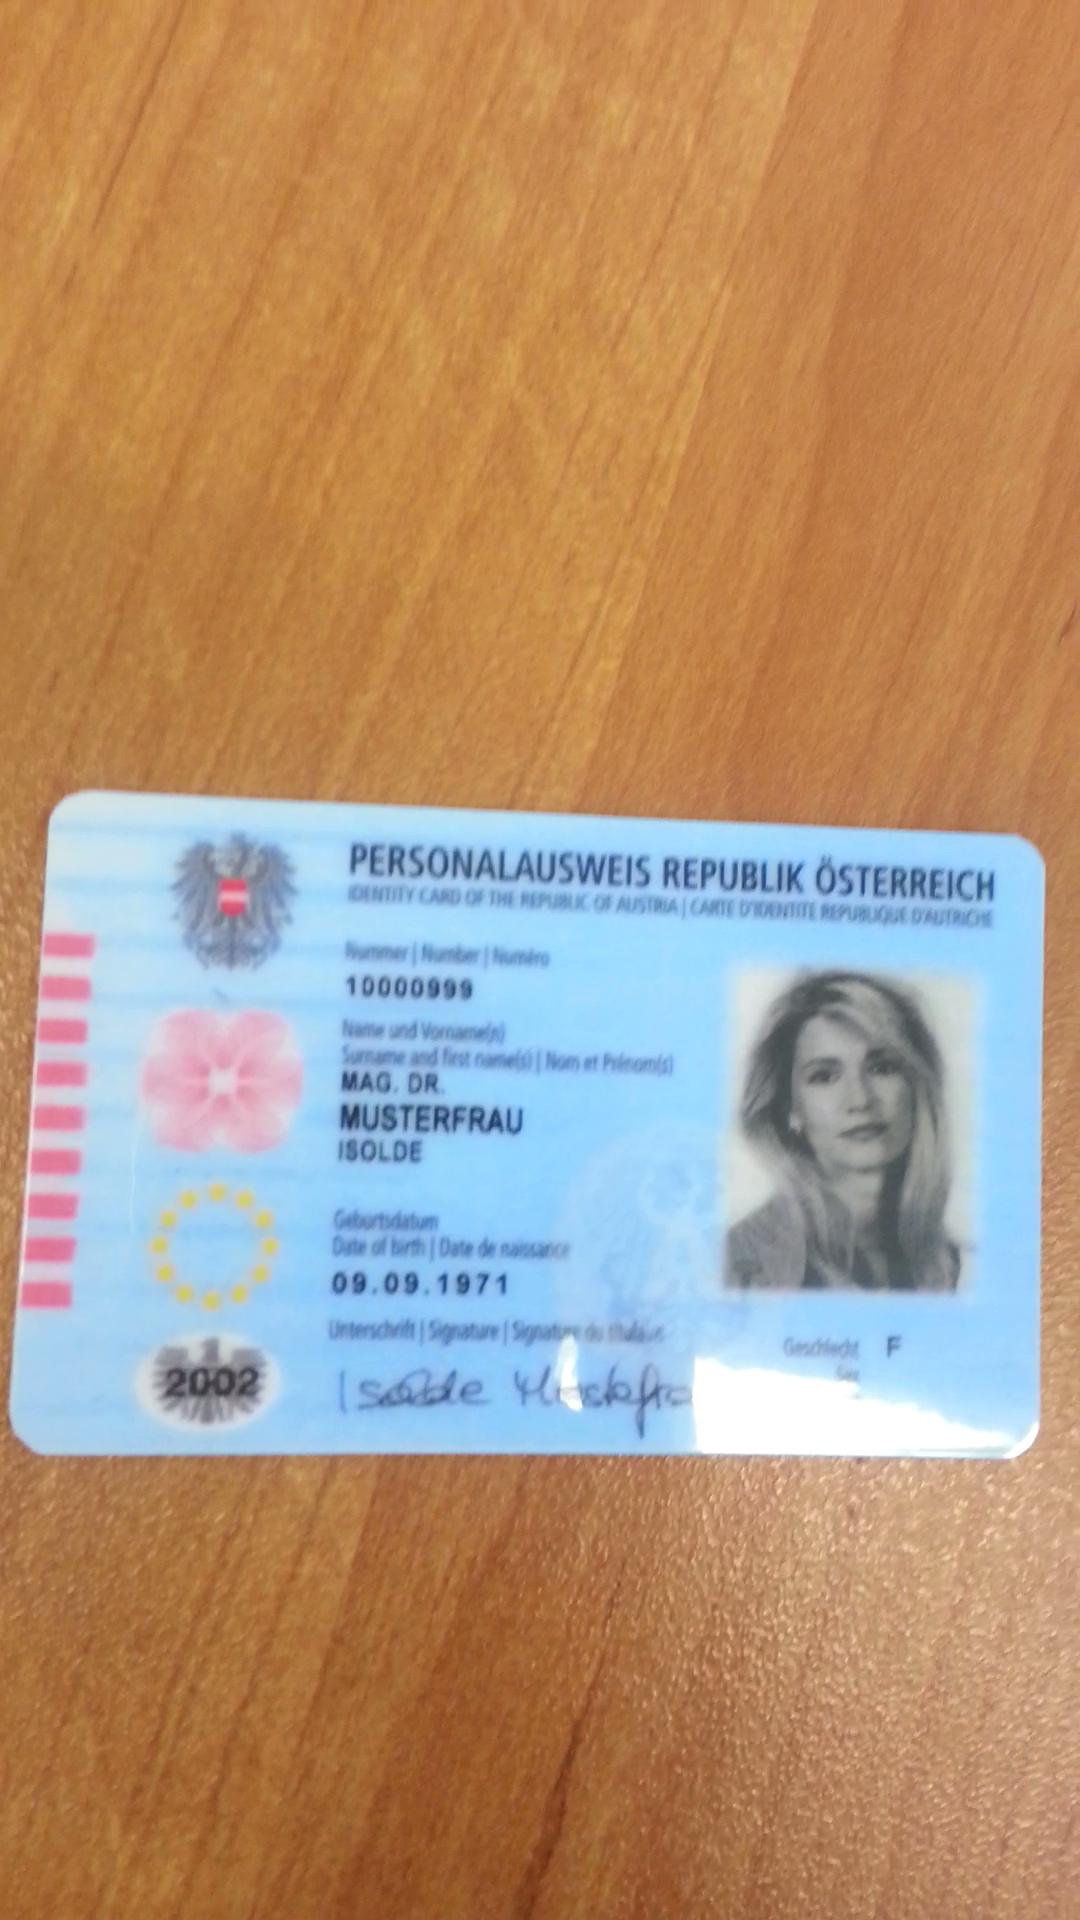 PERSONALAUSWEIS REPUBLIK ÖSTERREICH
IDENTITY CARD OF THE REPUBLIC OF AUSTRIA | CARTE D'IDENTITE REPUBLIQUE D'AUTRICHE
Nummer | Number | Numéro
10000999
Name und Vorname(s)
Surname and first name(s) | Nom et Prénom(s)
MAG. DR.
MUSTERFRAU
ISOLDE
Geburtsdatum
Date of birth | Date de naissance
09.09.1971
Unterschrift | Signature | Signature du titulaire
Geschlecht F
Sex
2002
Isolde